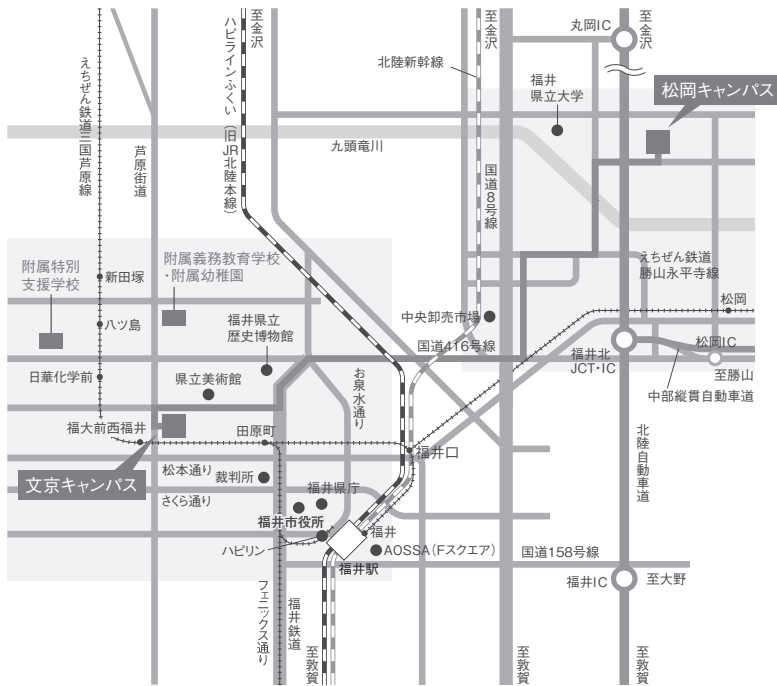 至金沢
ハピラインふくい(旧JR北陸本線)
至金沢
丸岡IC
至金沢
北陸新幹線
福井
県立大学
松岡キャンパス
えちぜん鉄道三国芦原線
芦原街道
九頭竜川
国道8号線
附属特別
支援学校
新田塚
附属義務教育学校
・附属幼稚園
えちぜん鉄道
勝山永平寺線
松岡
八ツ島
福井県立
歴史博物館
中央卸売市場
国道416号線
福井北
JCT・IC
松岡IC
至勝山
中部縦貫自動車道
日華化学前
県立美術館
お泉水通り
福大前西福井
田原町
福井口
北陸自動車道
文京キャンパス
松本通り
裁判所
さくら通り
福井県庁
福井市役所
ハピリン
福井
福井駅
AOSSA(Fスクエア)
国道158号線
福井IC
至大野
フェニックス通り
福井鉄道
至敦賀
至敦賀
至敦賀